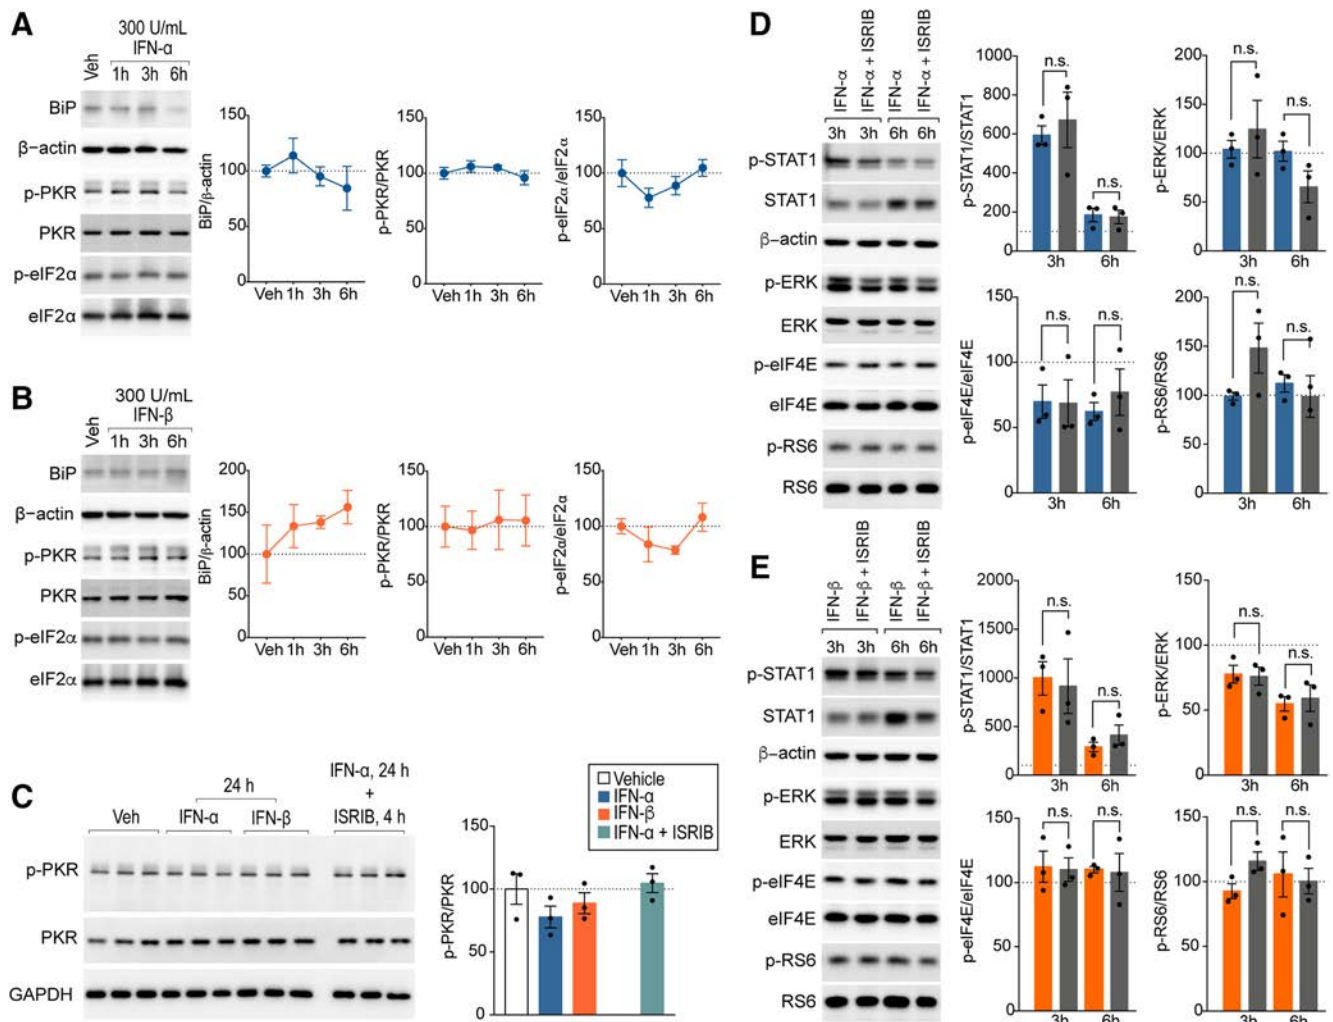 A
300 U/mL
IFN-α
Veh
1h 3h 6h
BiP
β−actin
p-PKR
PKR
p-eIF2α
eIF2α
BiP/β-actin
150
100
50
0
Veh 1h 3h 6h
p-PKR/PKR
150
100
50
0
Veh 1h 3h 6h
p-eIF2α/eIF2α
150
100
50
0
Veh 1h 3h 6h
B
300 U/mL
IFN-β
Veh
1h 3h 6h
BiP
β−actin
p-PKR
PKR
p-eIF2α
eIF2α
BiP/β-actin
200
150
100
50
0
Veh 1h 3h 6h
p-PKR/PKR
150
100
50
0
Veh 1h 3h 6h
p-eIF2α/eIF2α
150
100
50
0
Veh 1h 3h 6h
C
24 h
IFN-α, 24 h
+
ISRIB, 4 h
Veh IFN-α IFN-β
p-PKR
PKR
GAPDH
Vehicle
IFN-α
IFN-β
IFN-α + ISRIB
p-PKR/PKR
150
100
50
0
D
IFN-α
IFN-α + ISRIB
IFN-α
IFN-α + ISRIB
3h 3h 6h 6h
p-STAT1
STAT1
β−actin
p-ERK
ERK
p-eIF4E
eIF4E
p-RS6
RS6
p-STAT1/STAT1
1000
800
600
400
200
0
n.s.
n.s.
3h 6h
p-ERK/ERK
200
150
100
50
0
n.s.
n.s.
3h 6h
p-eIF4E/eIF4E
150
100
50
0
n.s.
n.s.
3h 6h
p-RS6/RS6
200
150
100
50
0
n.s.
n.s.
3h 6h
E
IFN-β
IFN-β + ISRIB
IFN-β
IFN-β + ISRIB
3h 3h 6h 6h
p-STAT1
STAT1
β−actin
p-ERK
ERK
p-eIF4E
eIF4E
p-RS6
RS6
p-STAT1/STAT1
2000
1500
1000
500
0
n.s.
n.s.
3h 6h
p-ERK/ERK
150
100
50
0
n.s.
n.s.
3h 6h
p-eIF4E/eIF4E
150
100
50
0
n.s.
n.s.
3h 6h
p-RS6/RS6
150
100
50
0
n.s.
n.s.
3h 6h